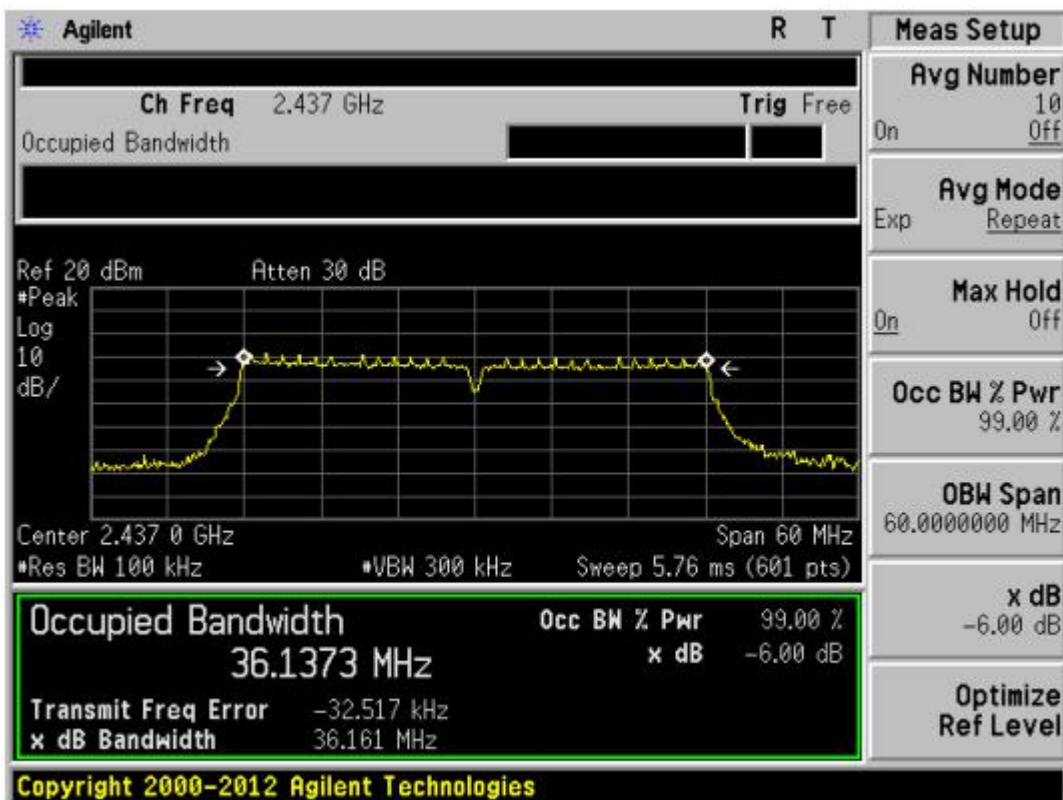 Agilent R T
Ch Freq 2.437 GHz Trig Free
Occupied Bandwidth
Ref 20 dBm Atten 30 dB
#Peak
Log
10
dB/
Center 2.437 0 GHz Span 60 MHz
#Res BW 100 kHz #VBW 300 kHz Sweep 5.76 ms (601 pts)
Occupied Bandwidth Occ BW % Pwr 99.00 %
36.1373 MHz x dB -6.00 dB
Transmit Freq Error -32.517 kHz
x dB Bandwidth 36.161 MHz
Copyright 2000-2012 Agilent Technologies
Meas Setup
Avg Number
10
On Off
Avg Mode
Exp Repeat
Max Hold
On Off
Occ BW % Pwr
99.00 %
OBW Span
60.0000000 MHz
x dB
-6.00 dB
Optimize
Ref Level